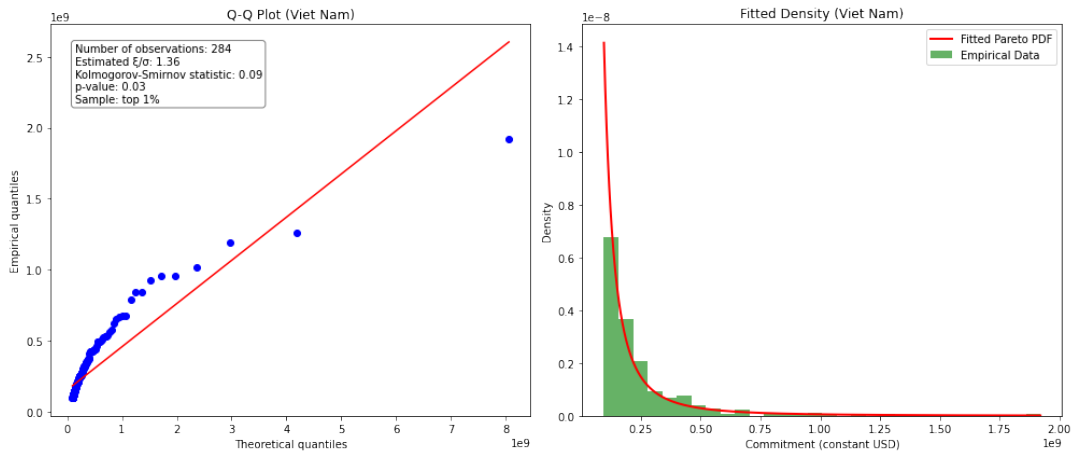 Q-Q Plot (Viet Nam)
1e9
Number of observations: 284
Estimated ξ/σ: 1.36
Kolmogorov-Smirnov statistic: 0.09
p-value: 0.03
Sample: top 1%
2.5
2.0
1.5
1.0
0.5
0.0
Empirical quantiles
0 1 2 3 4 5 6 7 8
1e9
Theoretical quantiles
Fitted Density (Viet Nam)
1e-8
Fitted Pareto PDF
Empirical Data
1.4
1.2
1.0
0.8
0.6
0.4
0.2
0.0
Density
0.25 0.50 0.75 1.00 1.25 1.50 1.75 2.00
1e9
Commitment (constant USD)